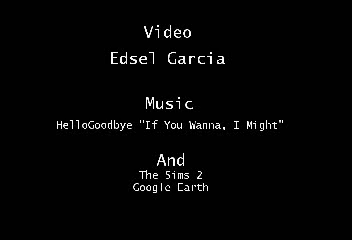 Video
Edsel Garcia
Music
HelloGoodbye "If You Wanna, I Might"
And
The Sims 2
Google Earth